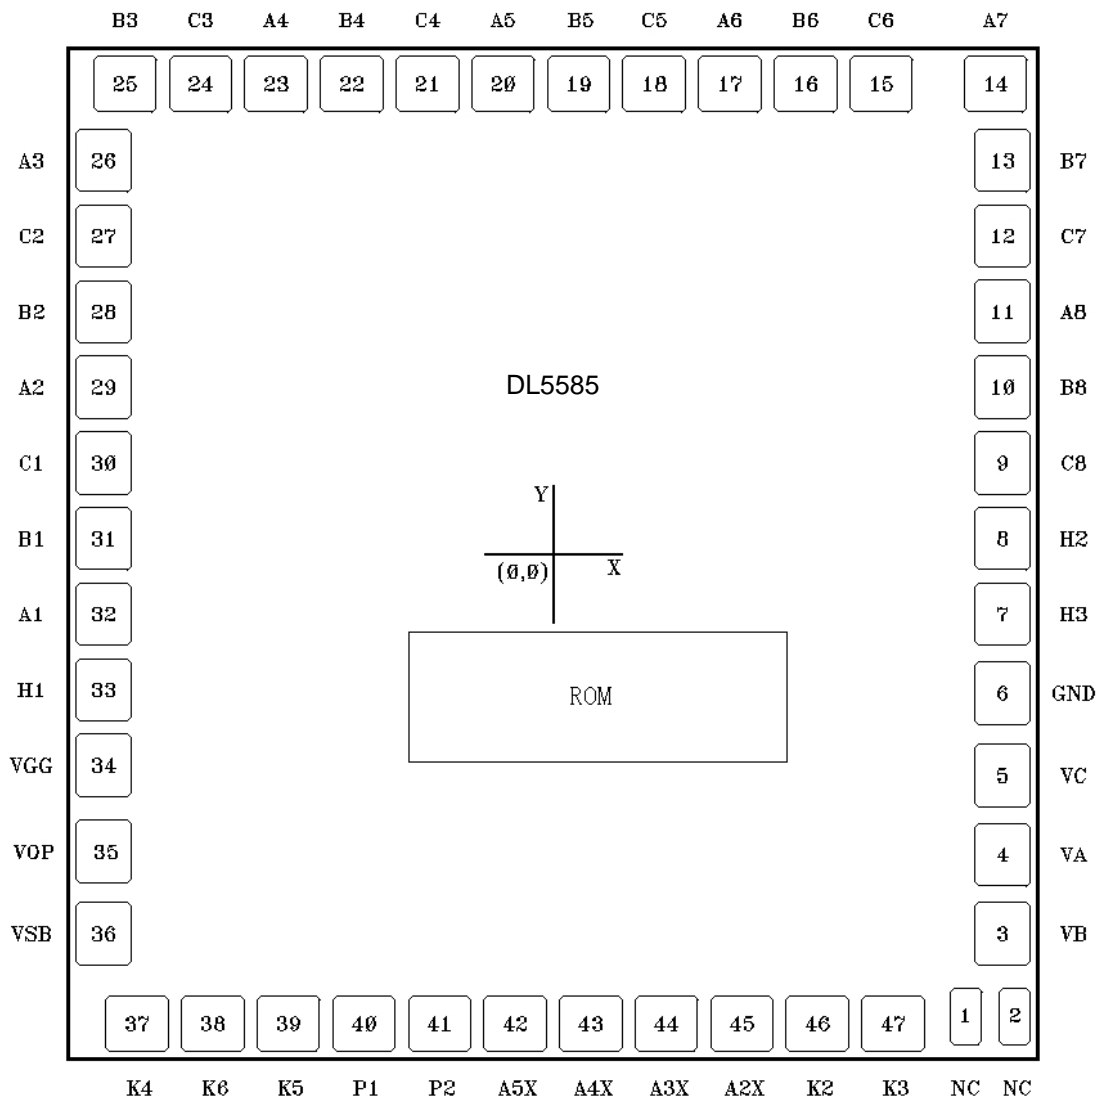 B3 C3 A4 B4 C4 A5 B5 C5 A6 B6 C6 A7
25 24 23 22 21 20 19 18 17 16 15 14
A3 26 13 B7
C2 27 12 C7
B2 28 11 A8
A2 29 DL5585 10 B8
C1 30 9 C8
Y
B1 31 8 H2
(0,0) X
A1 32 7 H3
H1 33 ROM 6 GND
VGG 34 5 VC
VOP 35 4 VA
VSB 36 3 VB
37 38 39 40 41 42 43 44 45 46 47 1 2
K4 K6 K5 P1 P2 A5X A4X A3X A2X K2 K3 NC NC